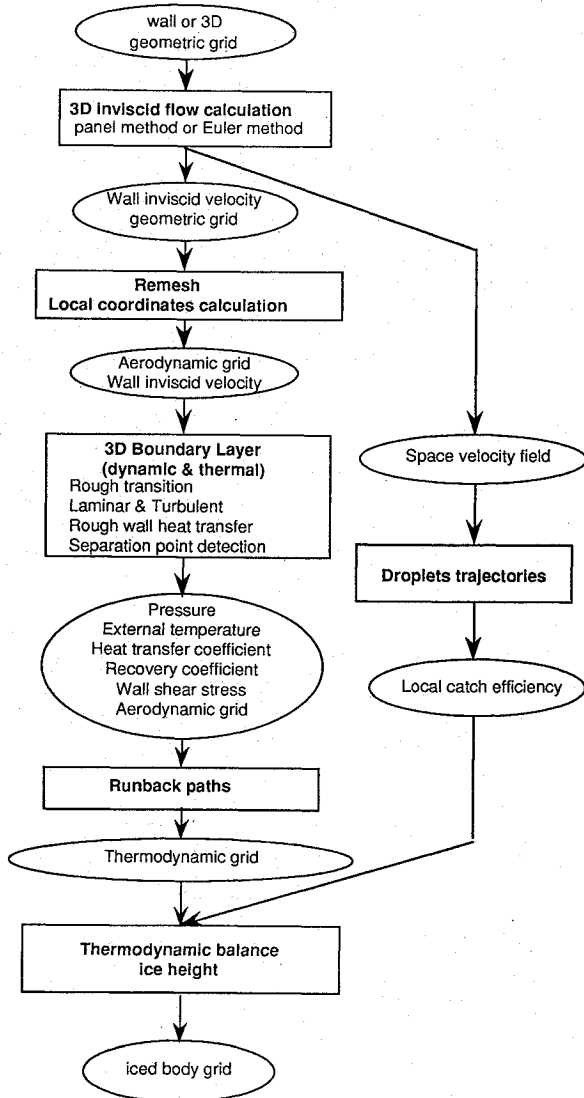 wall or 3D
geometric grid
3D inviscid flow calculation
panel method or Euler method
Wall inviscid velocity
geometric grid
Remesh
Local coordinates calculation
Aerodynamic grid
Wall inviscid velocity
3D Boundary Layer
(dynamic & thermal)
Rough transition
Laminar & Turbulent
Rough wall heat transfer
Separation point detection
Space velocity field
Droplets trajectories
Pressure
External temperature
Heat transfer coefficient
Recovery coefficient
Wall shear stress
Aerodynamic grid
Local catch efficiency
Runback paths
Thermodynamic grid
Thermodynamic balance
ice height
iced body grid